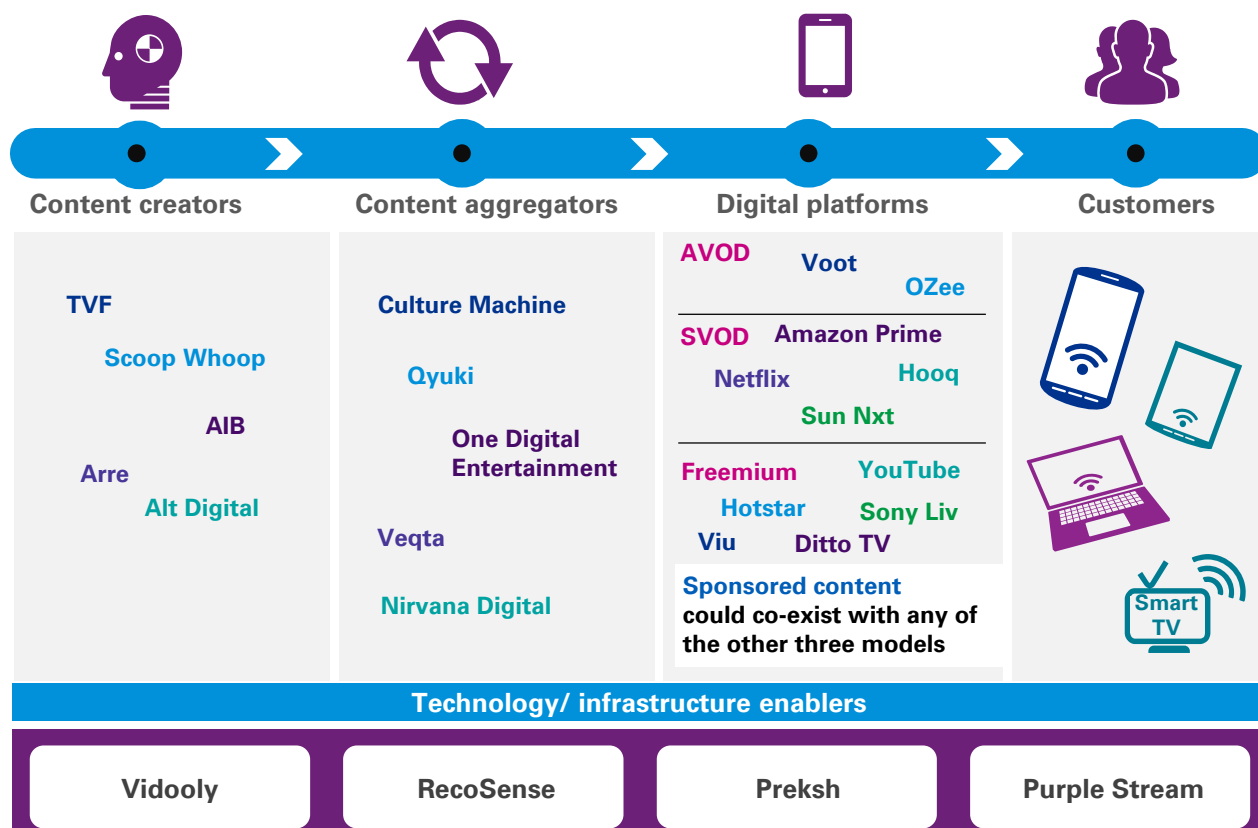 Content creators
Content aggregators
Digital platforms
Customers
TVF
Scoop Whoop
AIB
Arre
Alt Digital
Culture Machine
Qyuki
One Digital
Entertainment
Veqta
Nirvana Digital
AVOD
Voot
OZee
SVOD
Amazon Prime
Netflix
Hooq
Sun Nxt
Freemium
YouTube
Hotstar
Sony Liv
Viu
Ditto TV
Sponsored content
could co-exist with any of
the other three models
Smart
TV
Technology/ infrastructure enablers
Vidooly
RecoSense
Preksh
Purple Stream